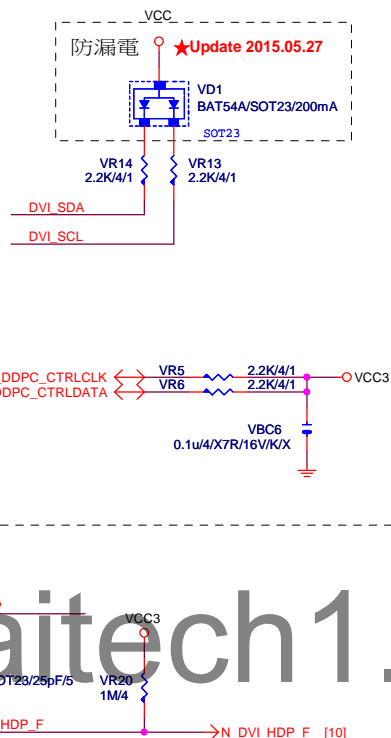 VCC
防漏電 ★Update 2015.05.27
VD1
BAT54A/SOT23/200mA
SOT23
VR14 VR13
2.2K/4/1 2.2K/4/1
DVI_SDA
DVI_SCL
DDPC_CTRLCLK VR5 2.2K/4/1 VCC3
DDPC_CTRLDATA VR6 2.2K/4/1
VBC6
0.1u/4/X7R/16V/K/X
aitech1.
VCC3
OT23/25pF/5 VR20
1M/4
HDP_F N_DVI_HDP_F [10]